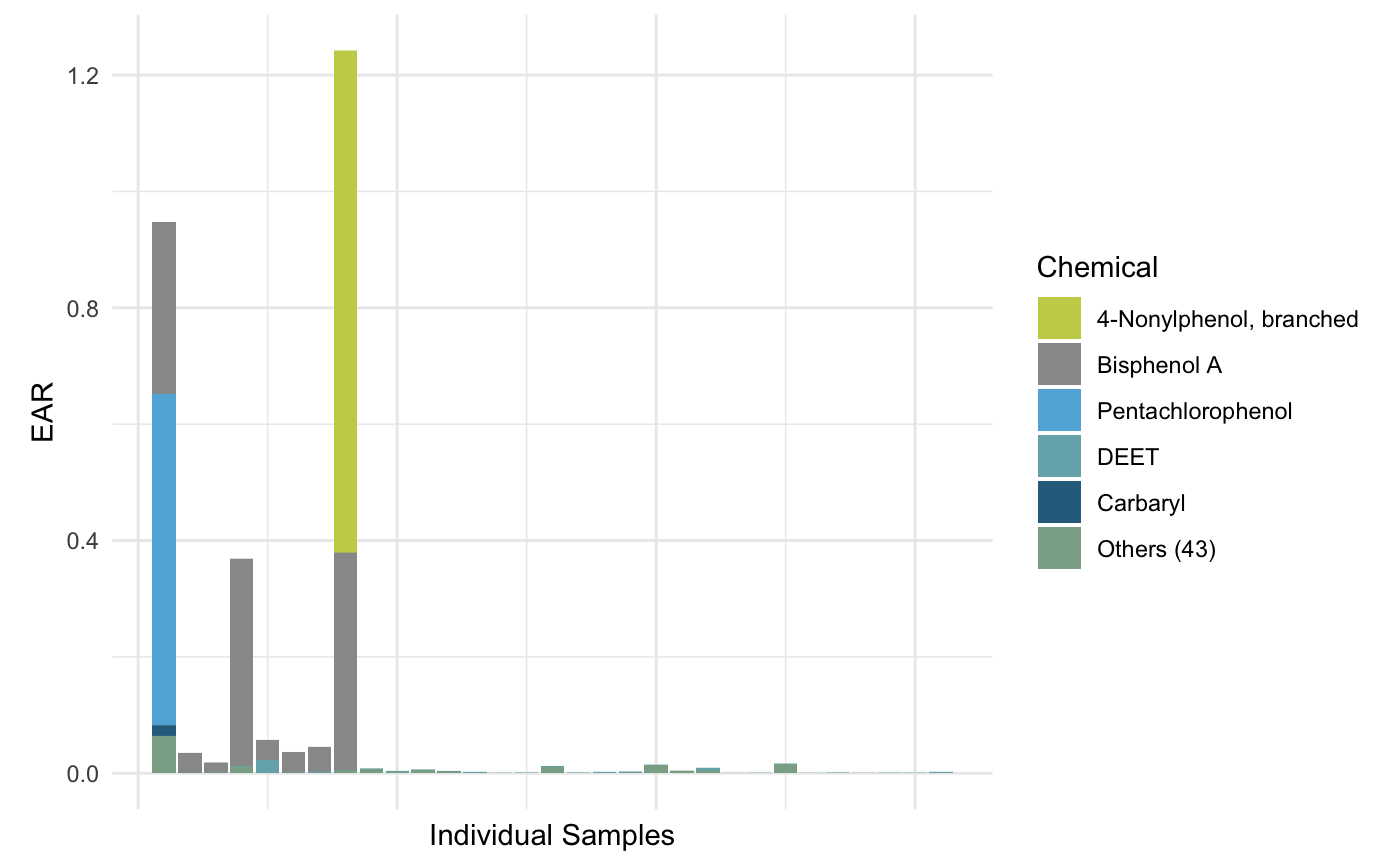 1.2
0.8
0.4
0.0
EAR
Individual Samples
Chemical
4-Nonylphenol, branched
Bisphenol A
Pentachlorophenol
DEET
Carbaryl
Others (43)